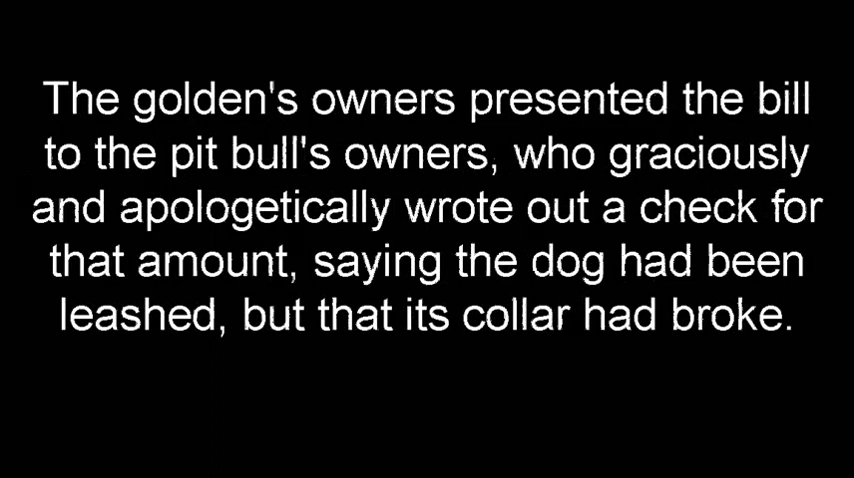 The golden's owners presented the bill
to the pit bull's owners, who graciously
and apologetically wrote out a check for
that amount, saying the dog had been
leashed, but that its collar had broke.